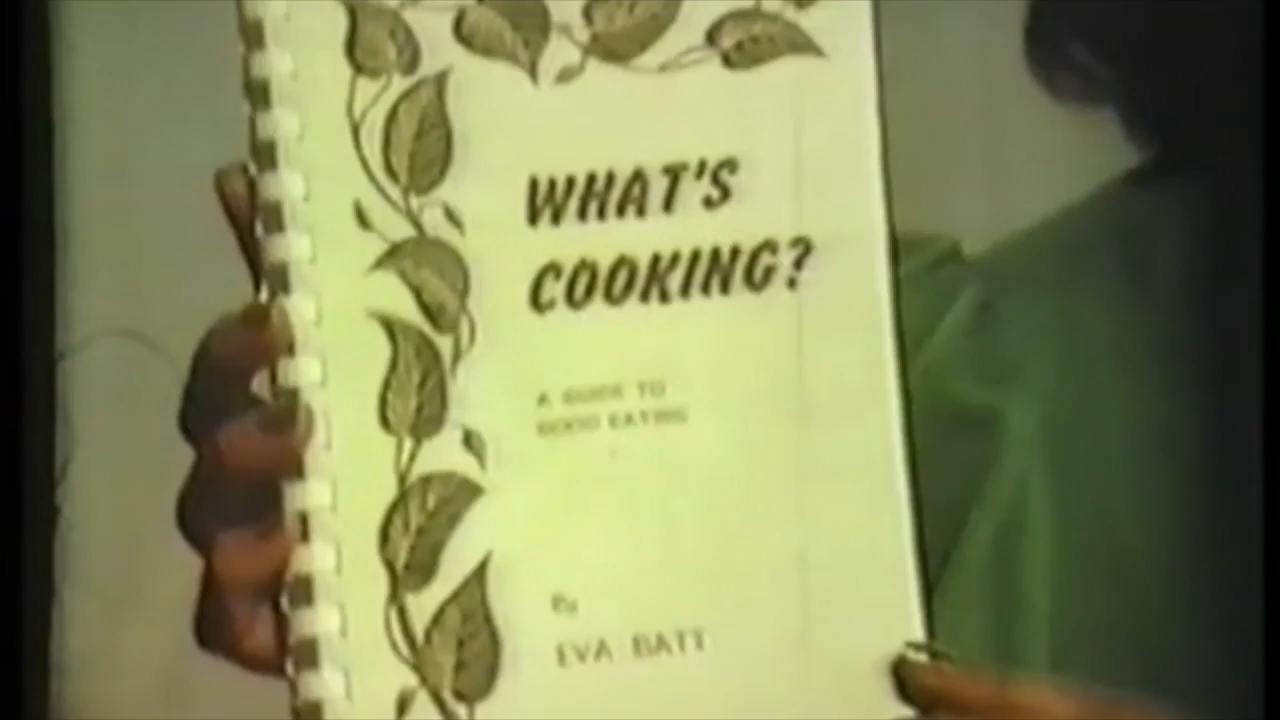 WHAT'S
COOKING?
A GUIDE TO
GOOD EATING
By
EVA BATT